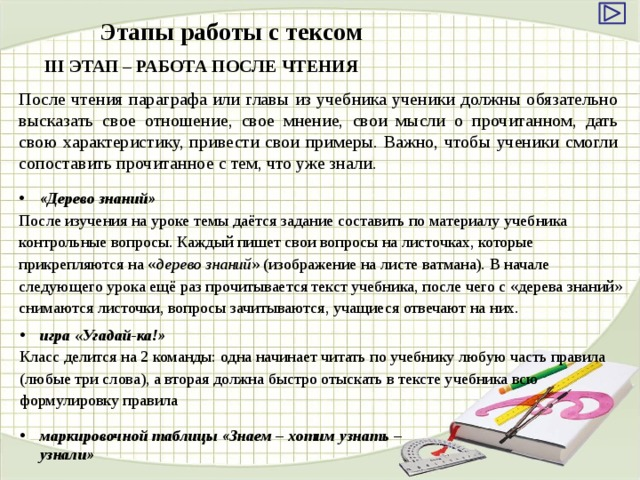 Этапы работы с тексом
III ЭТАП – РАБОТА ПОСЛЕ ЧТЕНИЯ
После чтения параграфа или главы из учебника ученики должны обязательно
высказать свое отношение, свое мнение, свои мысли о прочитанном, дать
свою характеристику, привести свои примеры. Важно, чтобы ученики смогли
сопоставить прочитанное с тем, что уже знали.
• «Дерево знаний»
После изучения на уроке темы даётся задание составить по материалу учебника
контрольные вопросы. Каждый пишет свои вопросы на листочках, которые
прикрепляются на «дерево знаний» (изображение на листе ватмана). В начале
следующего урока ещё раз прочитывается текст учебника, после чего с «дерева знаний»
снимаются листочки, вопросы зачитываются, учащиеся отвечают на них.
• игра «Угадай-ка!»
Класс делится на 2 команды: одна начинает читать по учебнику любую часть правила
(любые три слова), а вторая должна быстро отыскать в тексте учебника всю
формулировку правила
• маркировочной таблицы «Знаем – хотим узнать –
узнали»